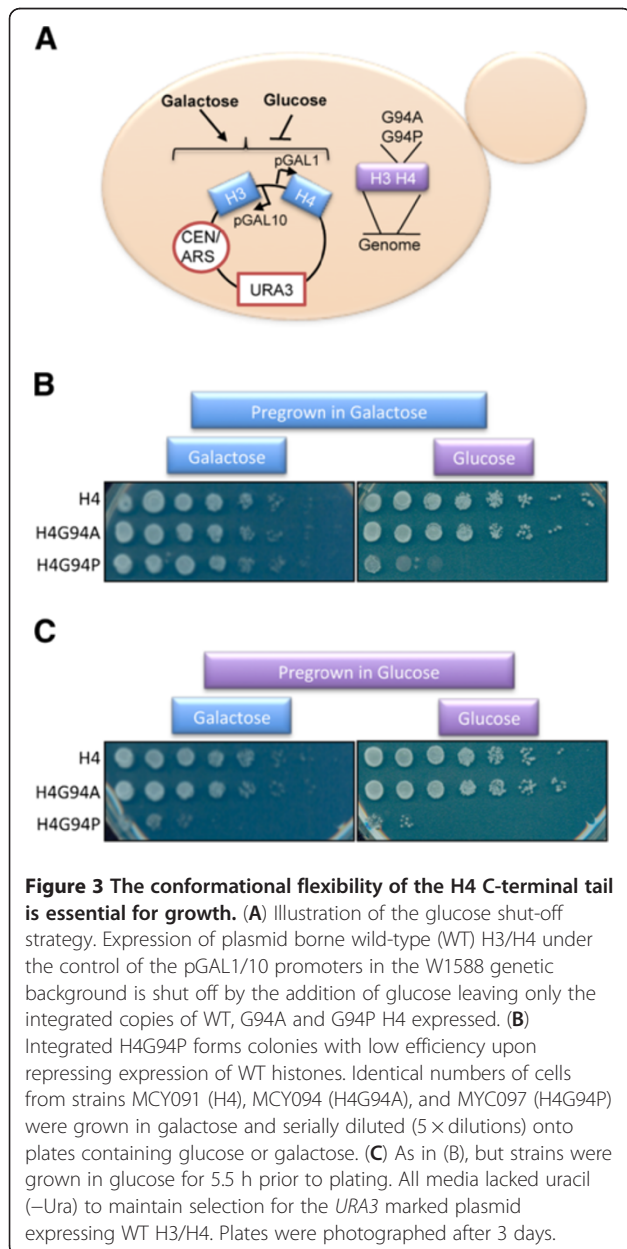 A
Galactose
Glucose
pGAL1
H3
H4
pGAL10
CEN/
ARS
URA3
G94A
G94P
H3 H4
Genome
B
Pregrown in Galactose
Galactose
Glucose
H4
H4G94A
H4G94P
C
Pregrown in Glucose
Galactose
Glucose
H4
H4G94A
H4G94P
Figure 3 The conformational flexibility of the H4 C-terminal tail
is essential for growth. (A) Illustration of the glucose shut-off
strategy. Expression of plasmid borne wild-type (WT) H3/H4 under
the control of the pGAL1/10 promoters in the W1588 genetic
background is shut off by the addition of glucose leaving only the
integrated copies of WT, G94A and G94P H4 expressed. (B)
Integrated H4G94P forms colonies with low efficiency upon
repressing expression of WT histones. Identical numbers of cells
from strains MCY091 (H4), MCY094 (H4G94A), and MYC097 (H4G94P)
were grown in galactose and serially diluted (5 × dilutions) onto
plates containing glucose or galactose. (C) As in (B), but strains were
grown in glucose for 5.5 h prior to plating. All media lacked uracil
(−Ura) to maintain selection for the URA3 marked plasmid
expressing WT H3/H4. Plates were photographed after 3 days.